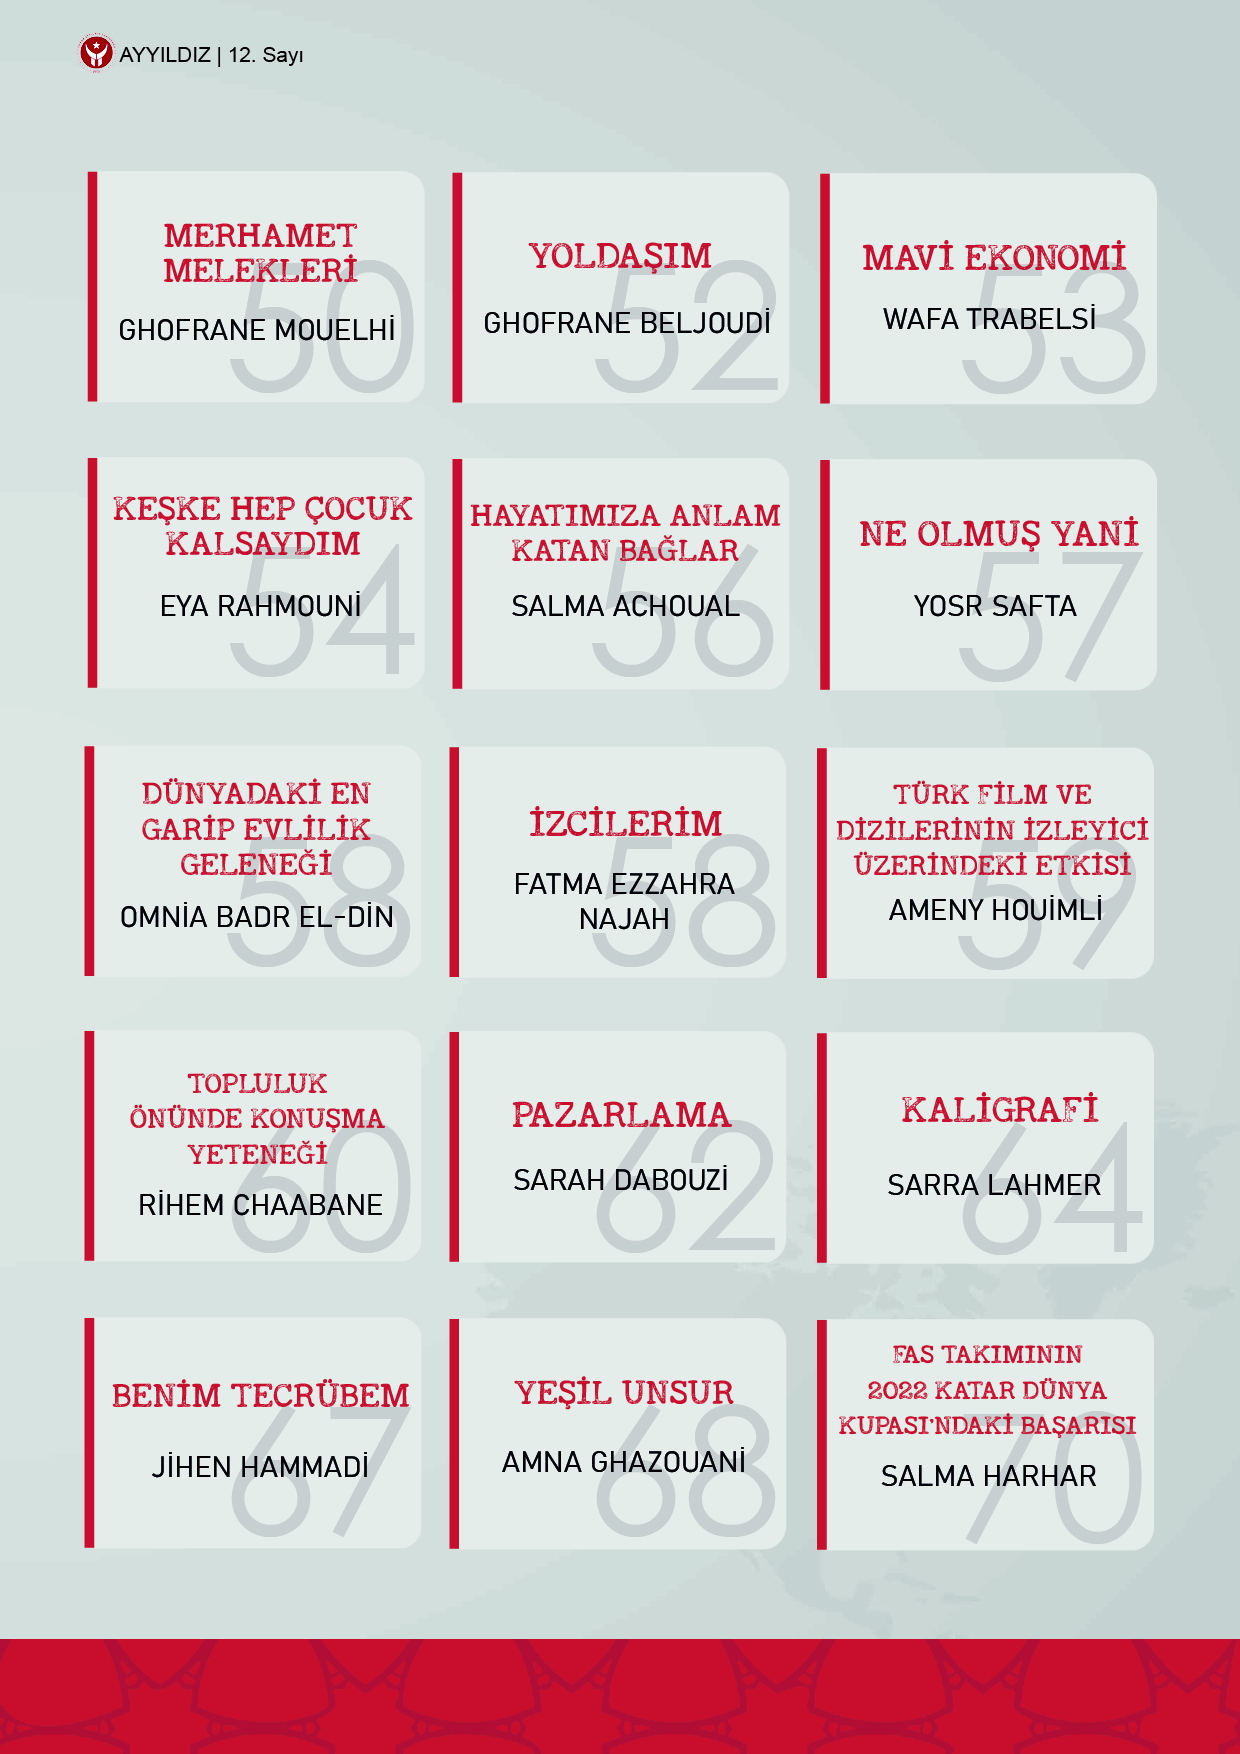 AYYILDIZ | 12. Sayı
MERHAMET
MELEKLERİ
GHOFRANE MOUELHİ
50
YOLDAŞIM
GHOFRANE BELJOUDİ
52
MAVİ EKONOMİ
WAFA TRABELSİ
53
KEŞKE HEP ÇOCUK
KALSAYDIM
EYA RAHMOUNİ
54
HAYATIMIZA ANLAM
KATAN BAĞLAR
SALMA ACHOUAL
56
NE OLMUŞ YANİ
YOSR SAFTA
57
DÜNYADAKİ EN
GARİP EVLİLİK
GELENEĞİ
OMNİA BADR EL-DİN
58
İZCİLERİM
FATMA EZZAHRA
NAJAH
58
TÜRK FİLM VE
DİZİLERİNİN İZLEYİCİ
ÜZERİNDEKİ ETKİSİ
AMENY HOUİMLİ
59
TOPLULUK
ÖNÜNDE KONUŞMA
YETENEĞİ
RİHEM CHAABANE
60
PAZARLAMA
SARAH DABOUZİ
62
KALİGRAFİ
SARRA LAHMER
64
BENİM TECRÜBEM
JİHEN HAMMADİ
67
YEŞİL UNSUR
AMNA GHAZOUANİ
68
FAS TAKIMININ
2022 KATAR DÜNYA
KUPASI'NDAKİ BAŞARISI
SALMA HARHAR
70